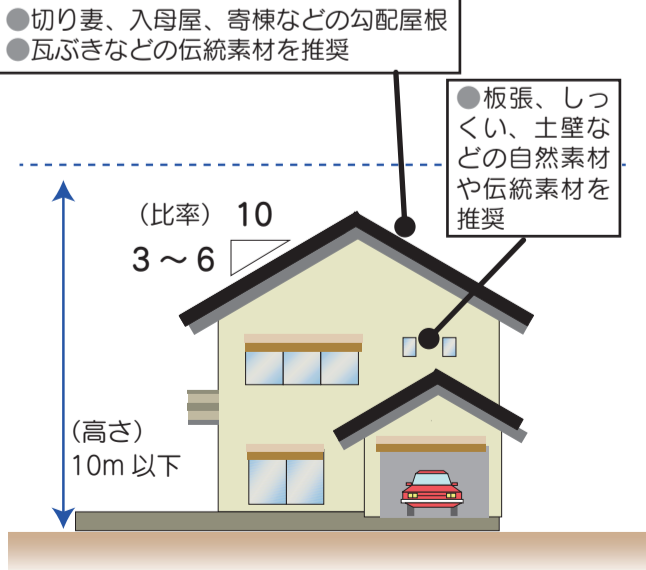 ●切り妻、入母屋、寄棟などの勾配屋根
●瓦ぶきなどの伝統素材を推奨
●板張、しっ
くい、土壁な
どの自然素材
や伝統素材を
推奨
（比率）10
3～6
（高さ）
10m 以下